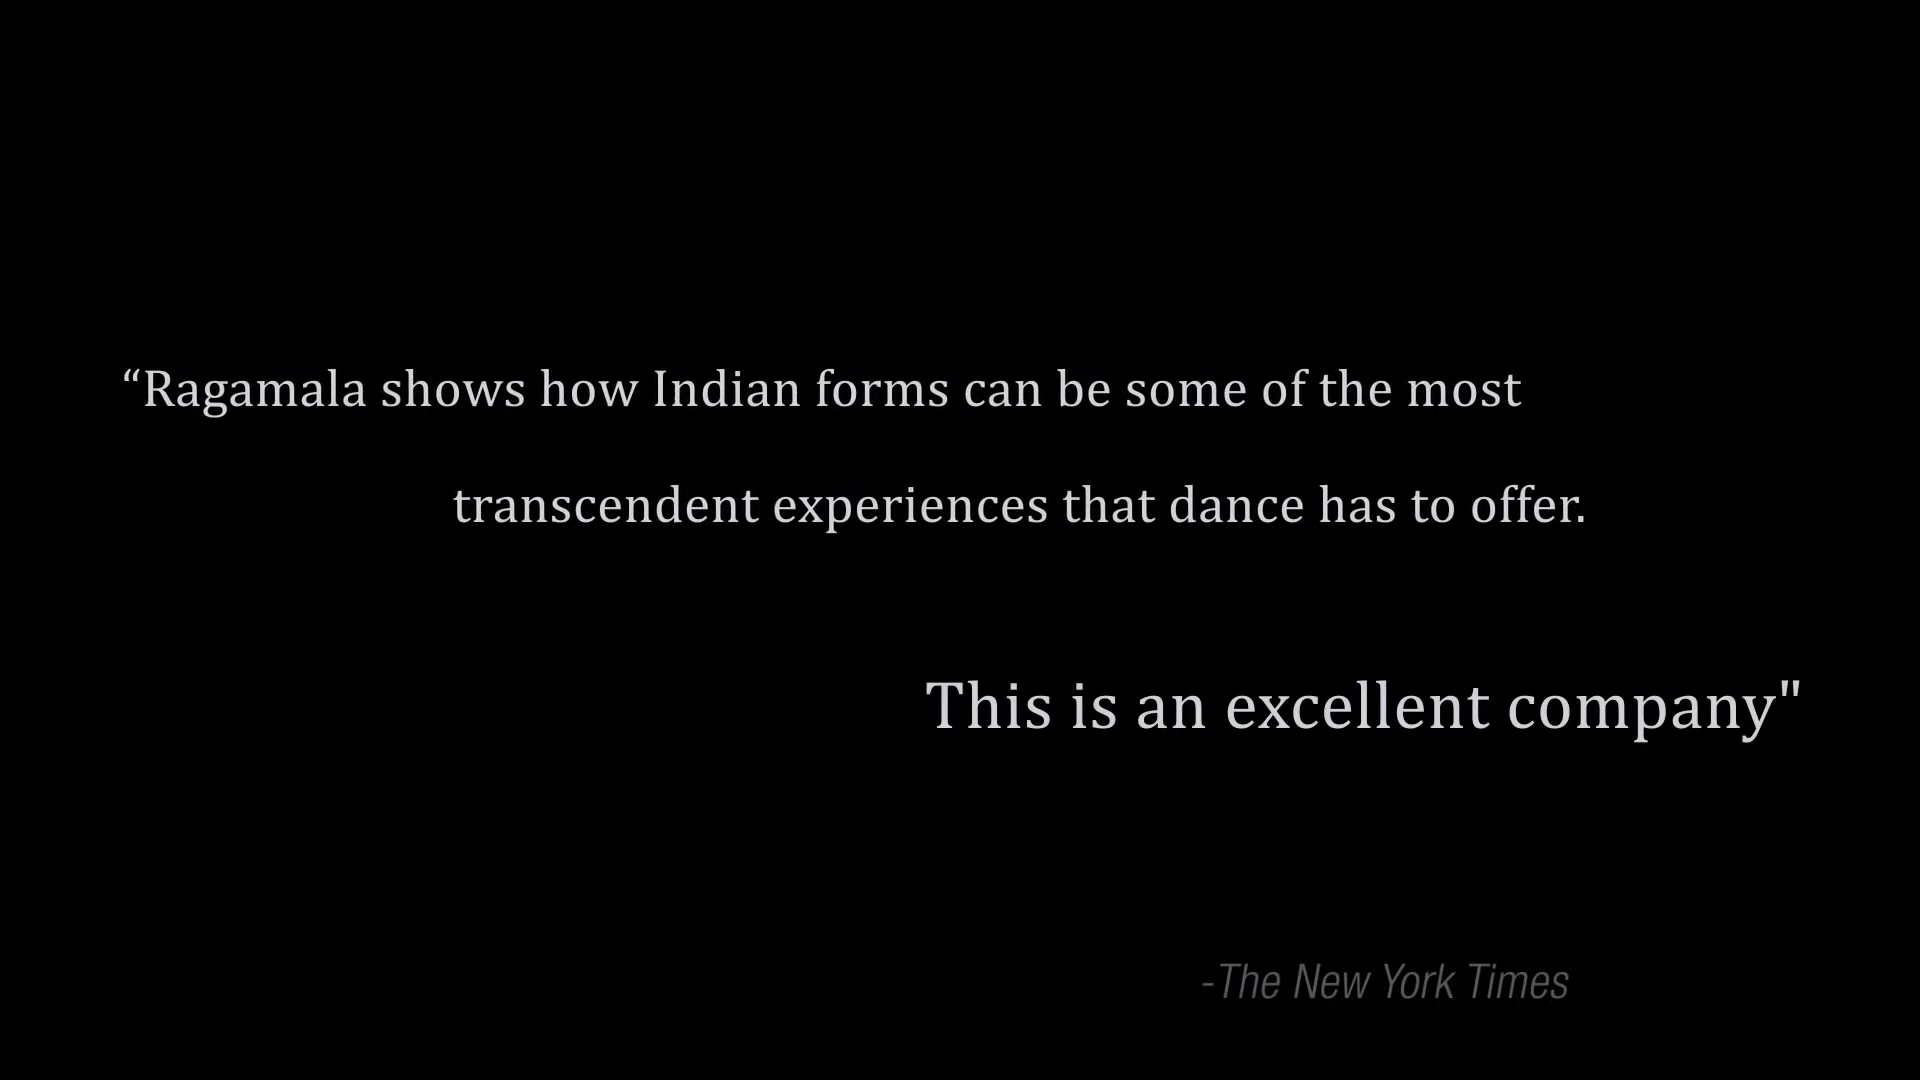 “Ragamala shows how Indian forms can be some of the most
transcendent experiences that dance has to offer.
This is an excellent company"
-The New York Times